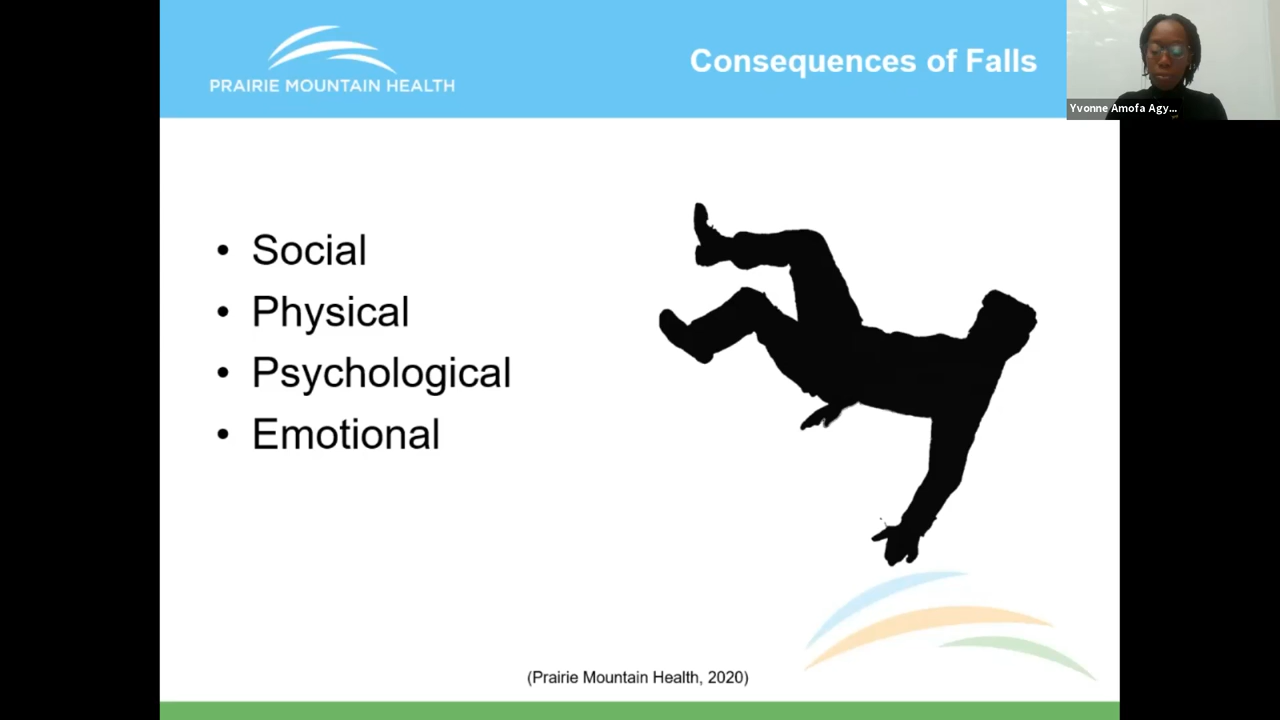 PRAIRIE MOUNTAIN HEALTH
Consequences of Falls
Yvonne Amofa Agy...
• Social
• Physical
• Psychological
• Emotional
(Prairie Mountain Health, 2020)